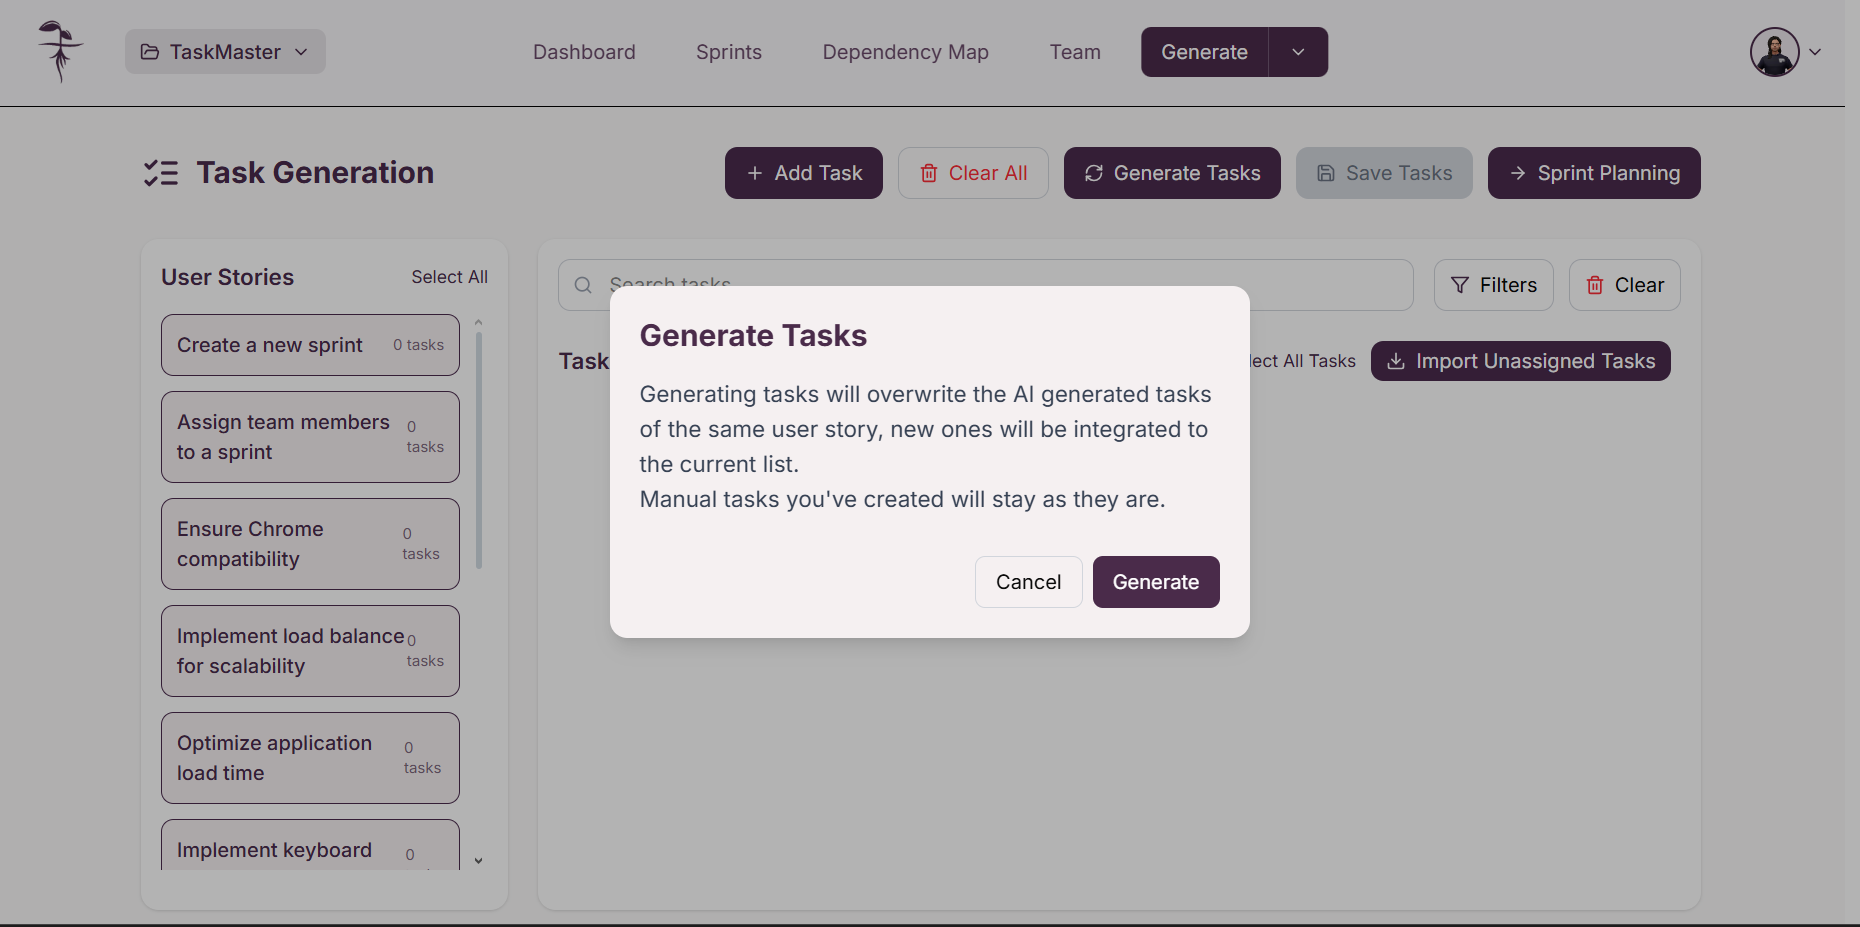 TaskMaster
Dashboard
Sprints
Dependency Map
Team
Generate
Task Generation
Add Task
Clear All
Generate Tasks
Save Tasks
Sprint Planning
User Stories
Select All
Create a new sprint
0 tasks
Assign team members
to a sprint
0
tasks
Ensure Chrome
compatibility
0
tasks
Implement load balance
for scalability
0
tasks
Optimize application
load time
0
tasks
Implement keyboard
0
Search tasks
Filters
Clear
Task
lect All Tasks
Import Unassigned Tasks
Generate Tasks
Generating tasks will overwrite the AI generated tasks
of the same user story, new ones will be integrated to
the current list.
Manual tasks you've created will stay as they are.
Cancel
Generate